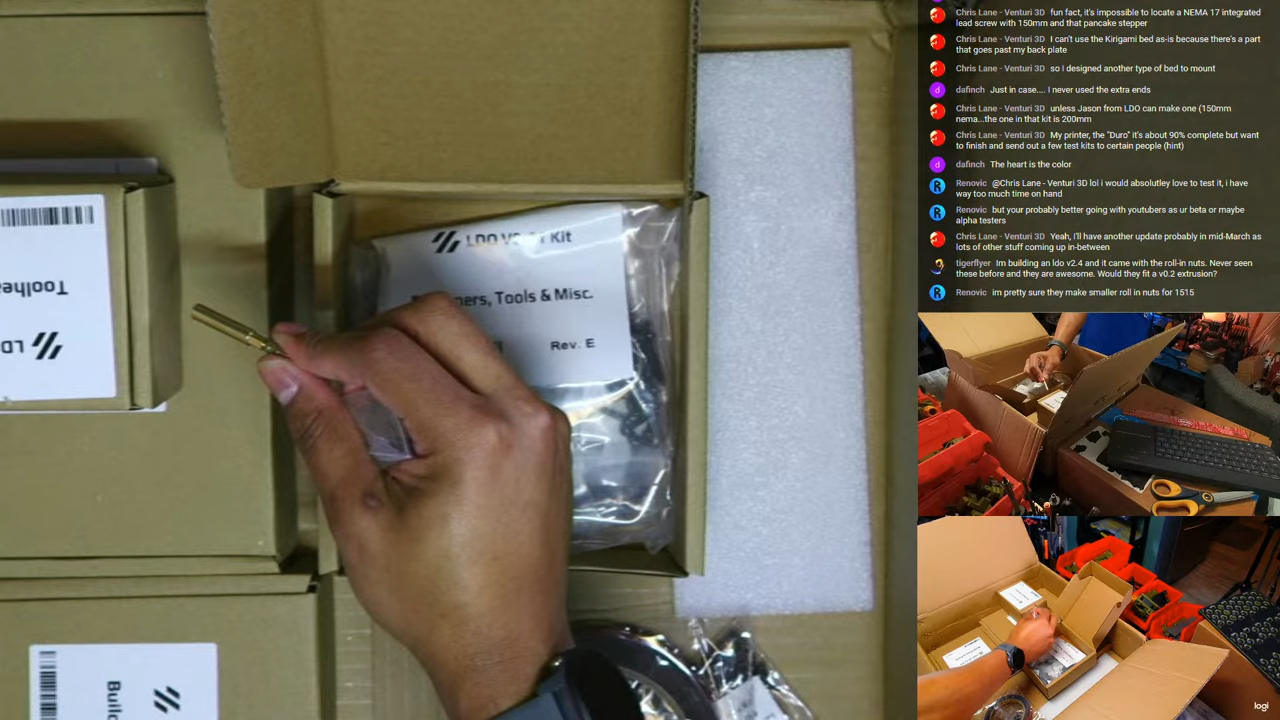 Chris Lane - Venturi 3D fun fact, it's impossible to locate a NEMA 17 integrated
lead screw with 150mm and that pancake stepper
Chris Lane - Venturi 3D I can't use the Kirigami bed as-is because there's a part
that goes past my back plate
Chris Lane - Venturi 3D so I designed another type of bed to mount
d dafinch Just in case.... I never used the extra ends
Chris Lane - Venturi 3D unless Jason from LDO can make one (150mm
nema...the one in that kit is 200mm
Chris Lane - Venturi 3D My printer, the "Duro" it's about 90% complete but want
to finish and send out a few test kits to certain people (hint)
d dafinch The heart is the color
Renovic @Chris Lane - Venturi 3D lol i would absolutley love to test it, i have
way too much time on hand
Renovic but your probably better going with youtubers as ur beta or maybe
alpha testers
Chris Lane - Venturi 3D Yeah, I'll have another update probably in mid-March as
lots of other stuff coming up in-between
tigerflyer Im building an ldo v2.4 and it came with the roll-in nuts. Never seen
these before and they are awesome. Would they fit a v0.2 extrusion?
Renovic im pretty sure they make smaller roll in nuts for 1515
LDO Kit
Tools & Misc.
Rev. E
Toolhea
LD
Build
logi